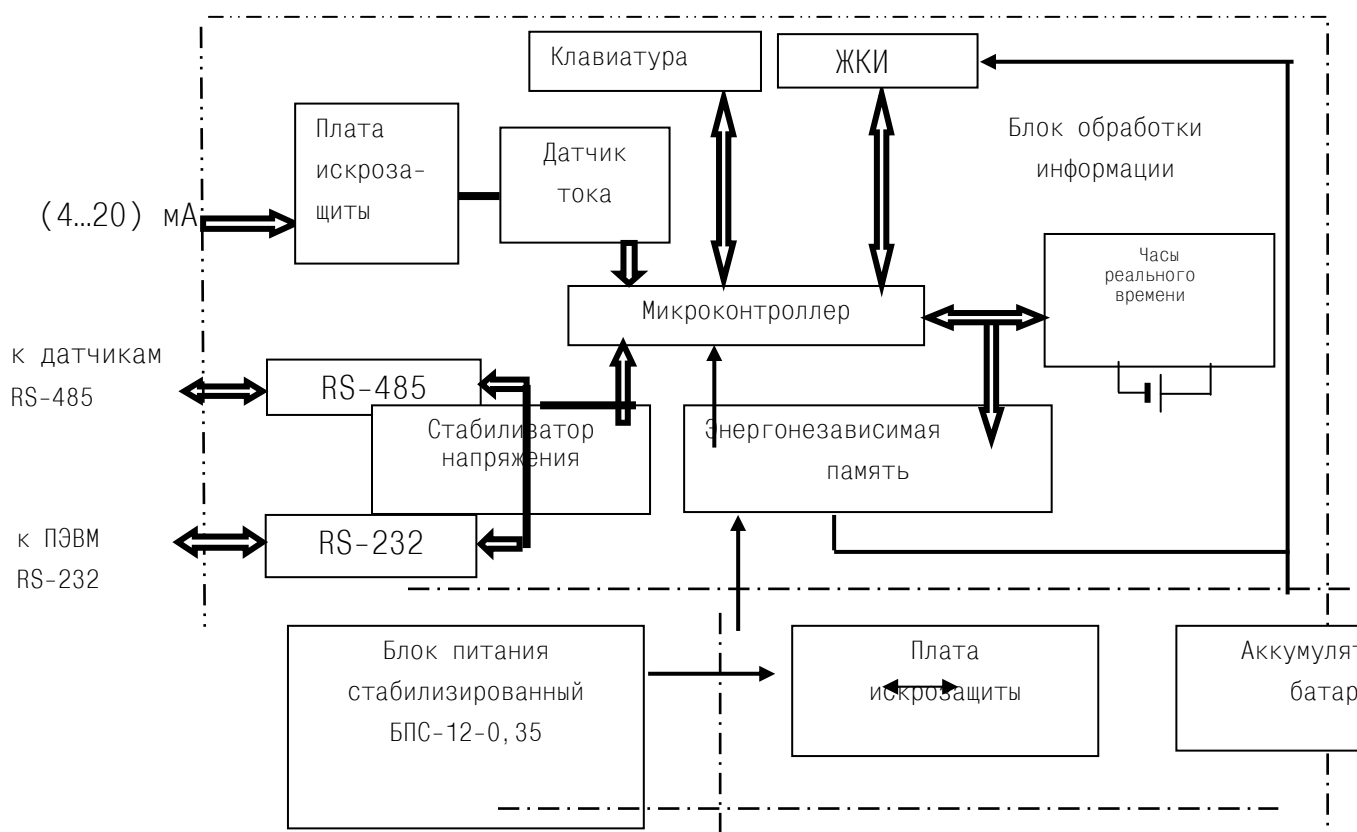 Клавиатура
ЖКИ
Плата
искроза-
щиты
Датчик
тока
Блок обработки
информации
(4…20) мА
Часы
реального
времени
Микроконтроллер
к датчикам
RS-485
RS-485
Стабилизатор
напряжения
Энергонезависимая
память
к ПЭВМ
RS-232
RS-232
Блок питания
стабилизированный
БПС-12-0,35
Плата
искрозащиты
Аккумулят
батар